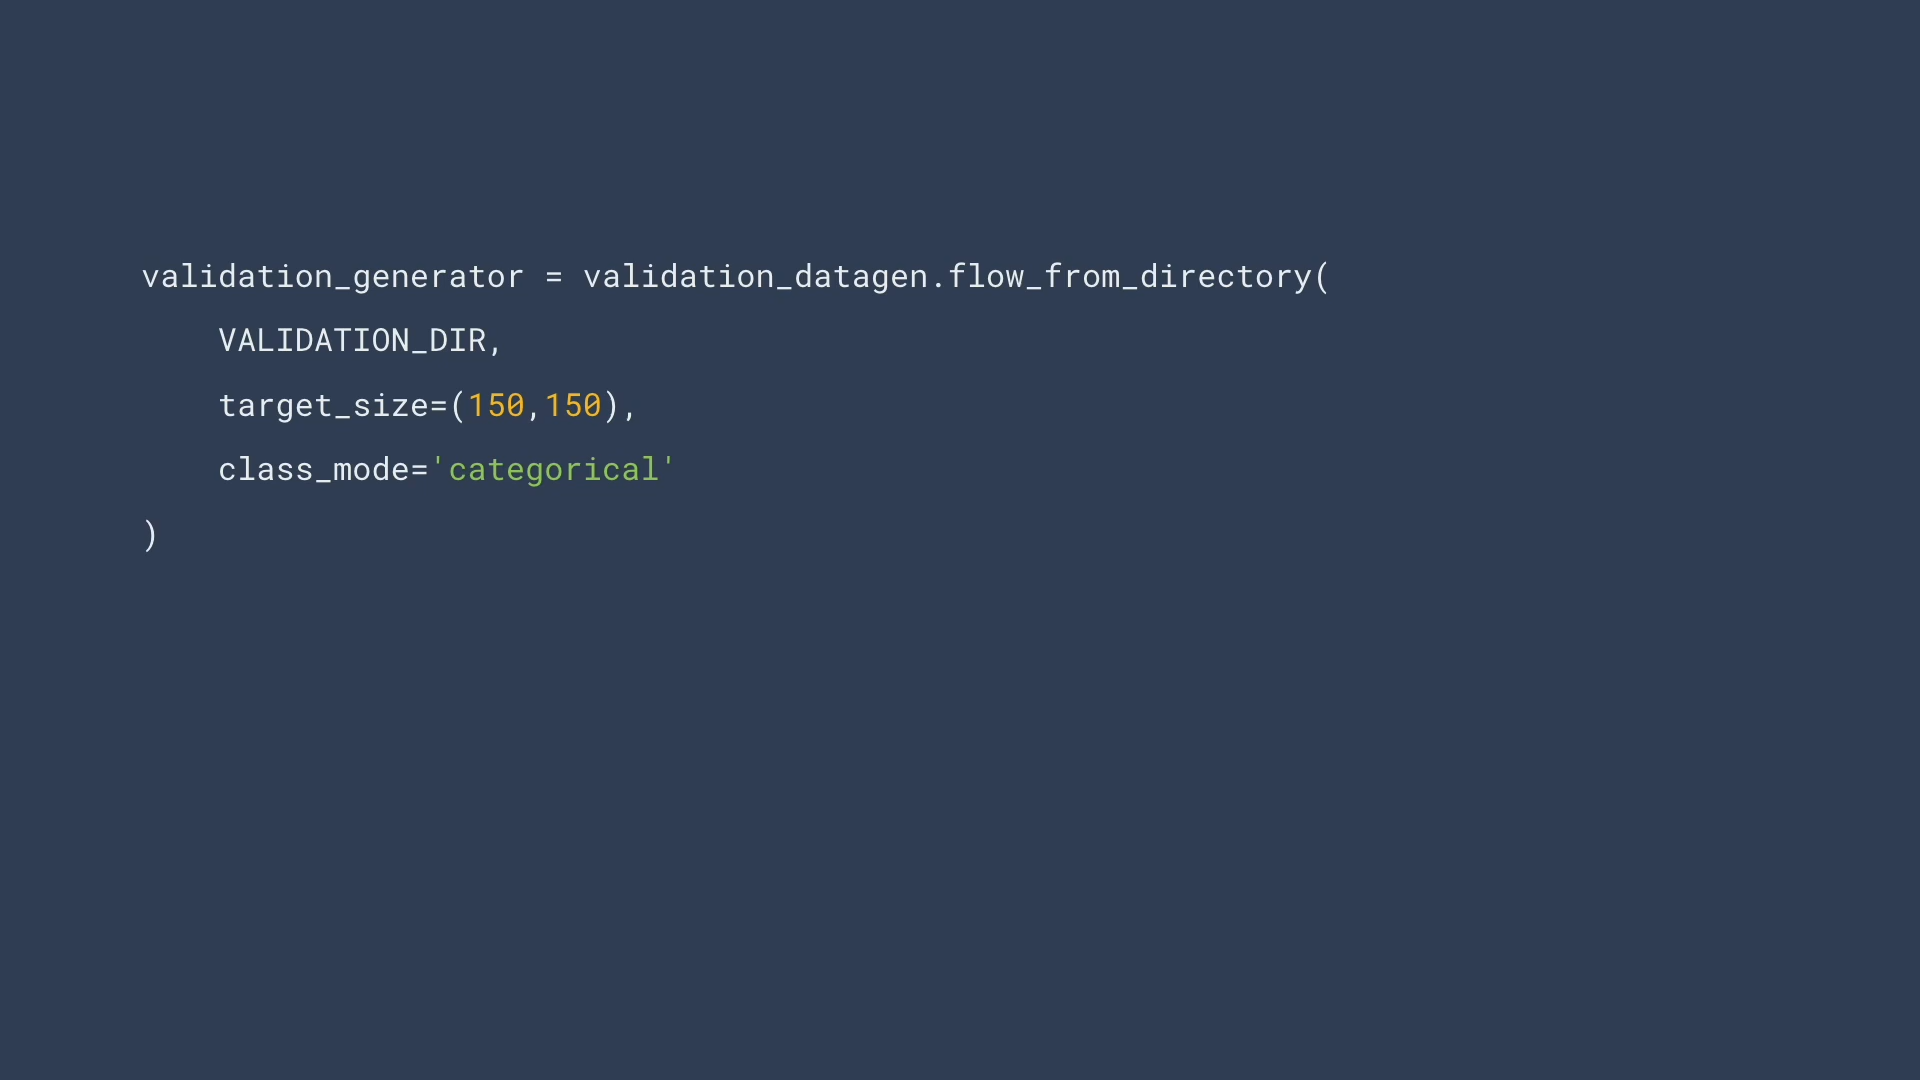 validation_generator = validation_datagen.flow_from_directory(
    VALIDATION_DIR,
    target_size=(150,150),
    class_mode='categorical'
)